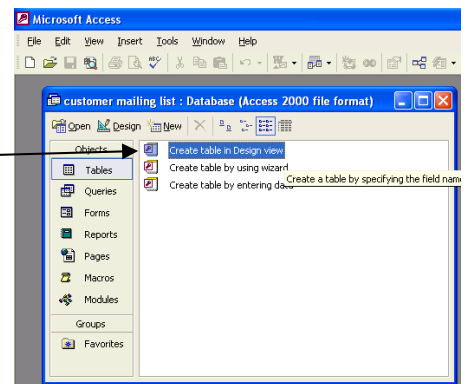 Microsoft Access
File Edit View Insert Tools Window Help
customer mailing list : Database (Access 2000 file format)
Open Design New
Objects
Tables
Queries
Forms
Reports
Pages
Macros
Modules
Groups
Favorites
Create table in Design view
Create table by using wizard
Create table by entering data
Create a table by specifying the field name